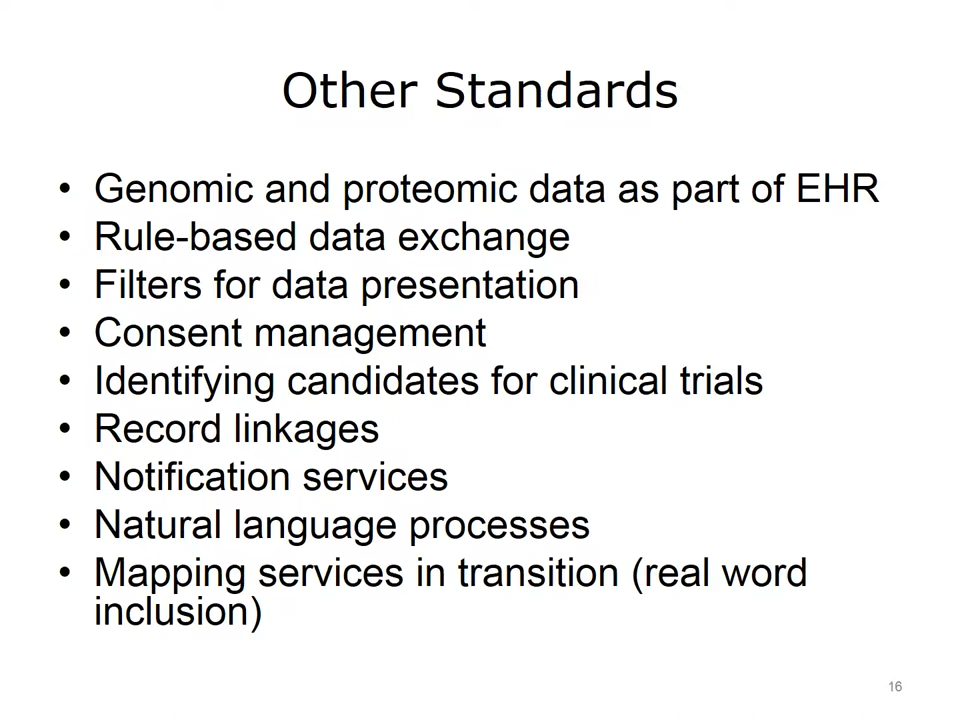 Other Standards
• Genomic and proteomic data as part of EHR
• Rule-based data exchange
• Filters for data presentation
• Consent management
• Identifying candidates for clinical trials
• Record linkages
• Notification services
• Natural language processes
• Mapping services in transition (real word
inclusion)
16